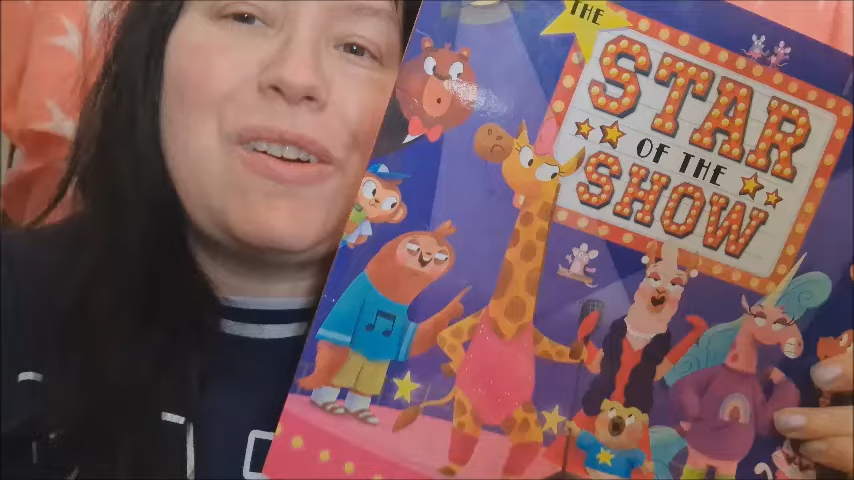 THE
STAR
OF THE
SHOW